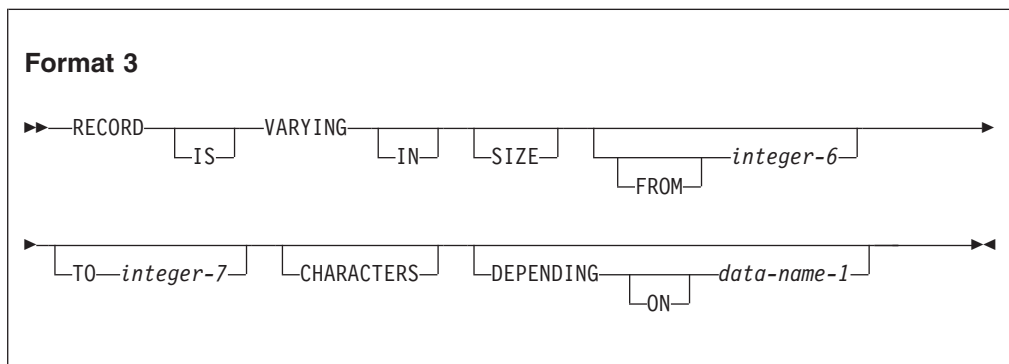 Format 3
RECORD IS VARYING IN SIZE FROM integer-6
TO integer-7 CHARACTERS DEPENDING ON data-name-1